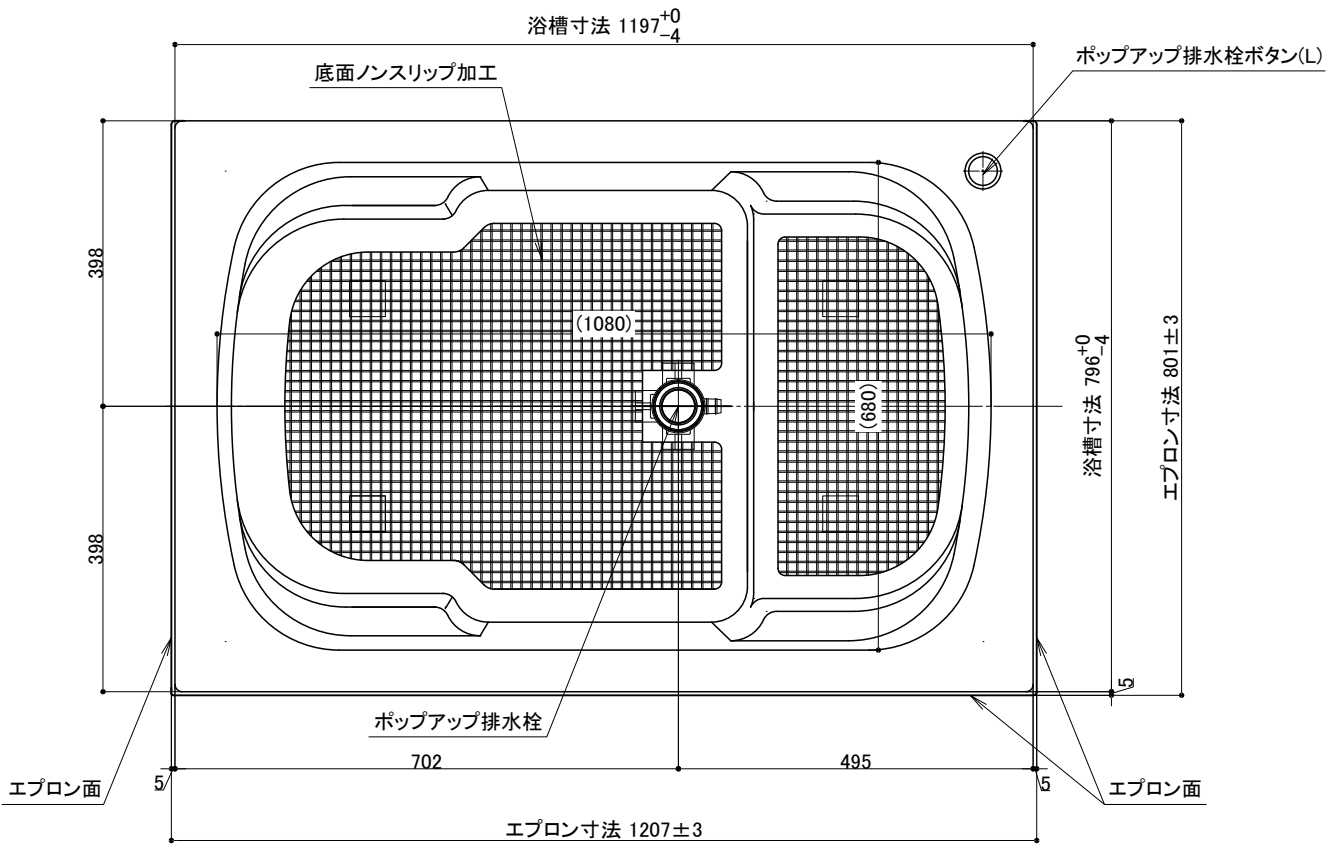 浴槽寸法 1197+0-4
ポップアップ排水栓ボタン(L)
底面ノンスリップ加工
398
(1080)
(680)
浴槽寸法 796+0-4
エプロン寸法 801±3
398
5
ポップアップ排水栓
702
495
5
5
エプロン面
エプロン面
エプロン寸法 1207±3